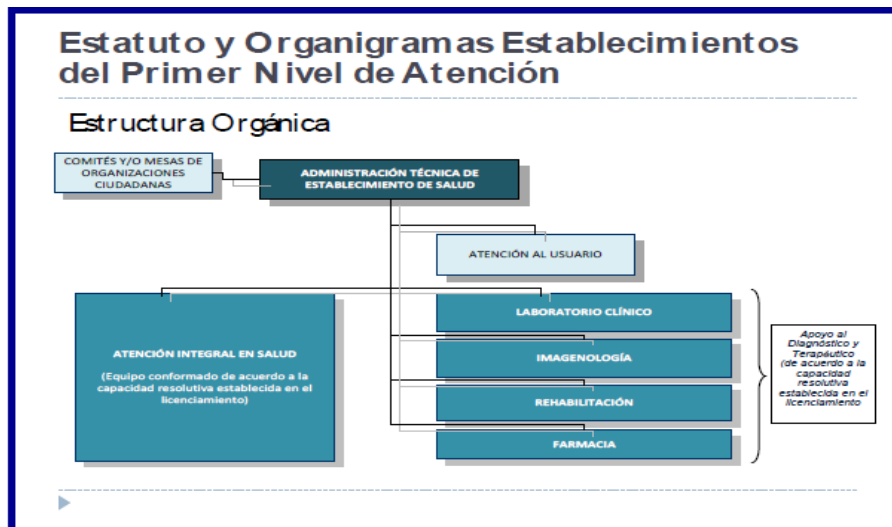 Estatuto y Organigramas Establecimientos
del Primer Nivel de Atención
Estructura Orgánica
COMITÉS Y/O MESAS DE
ORGANIZACIONES
CIUDADANAS
ADMINISTRACIÓN TÉCNICA DE
ESTABLECIMIENTO DE SALUD
ATENCIÓN AL USUARIO
ATENCIÓN INTEGRAL EN SALUD
(Equipo conformado de acuerdo a la
capacidad resolutiva establecida en el
licenciamiento)
LABORATORIO CLÍNICO
IMAGENOLOGÍA
REHABILITACIÓN
FARMACIA
Apoyo al
Diagnóstico y
Terapéutico
(de acuerdo a la
capacidad
resolutiva
establecida en el
licenciamiento